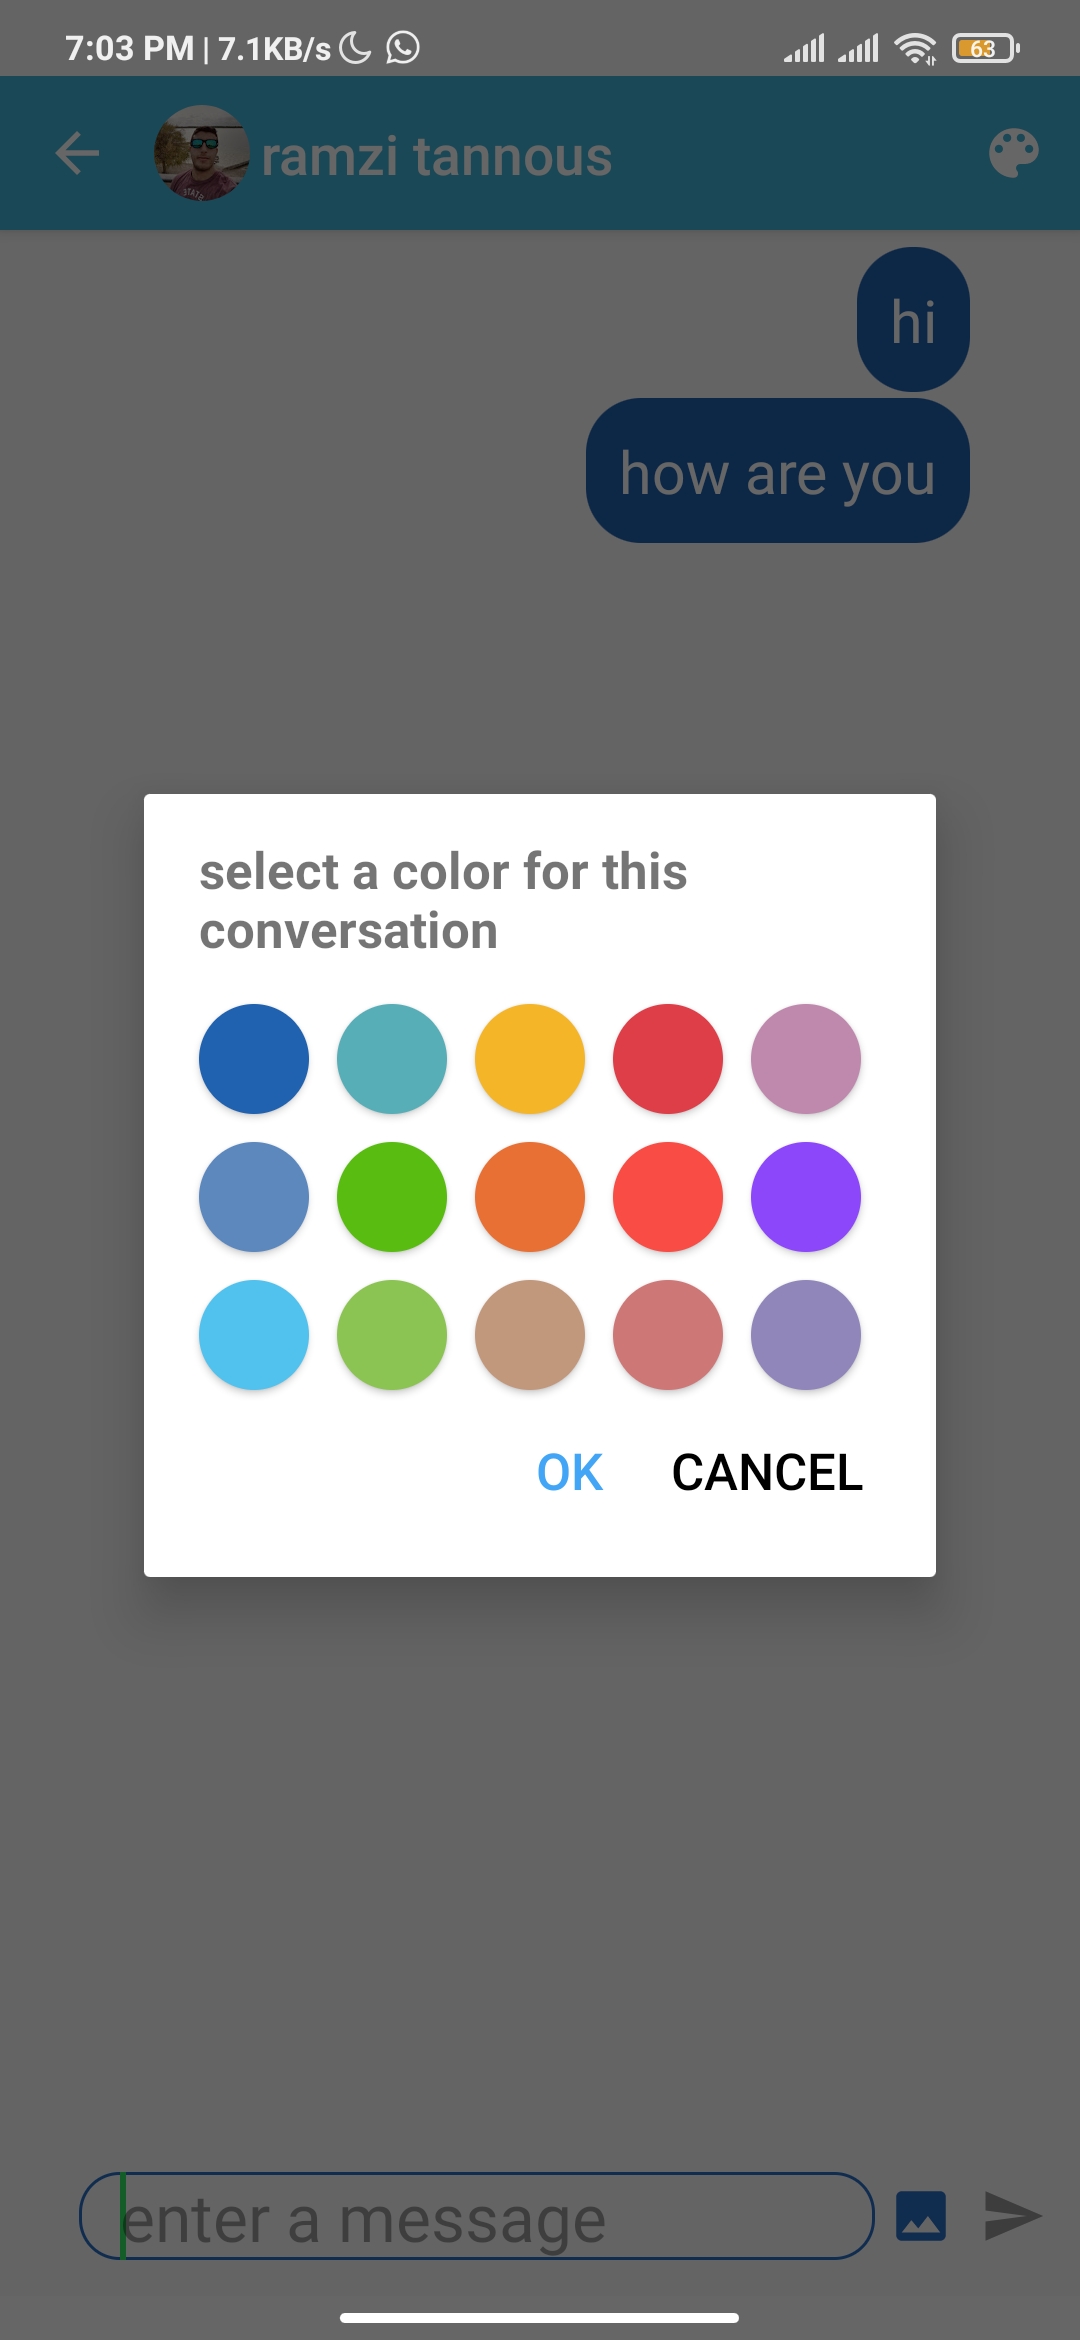 7:03 PM | 7.1KB/s 63
ramzi tannous
hi
how are you
select a color for this
conversation
OK CANCEL
enter a message